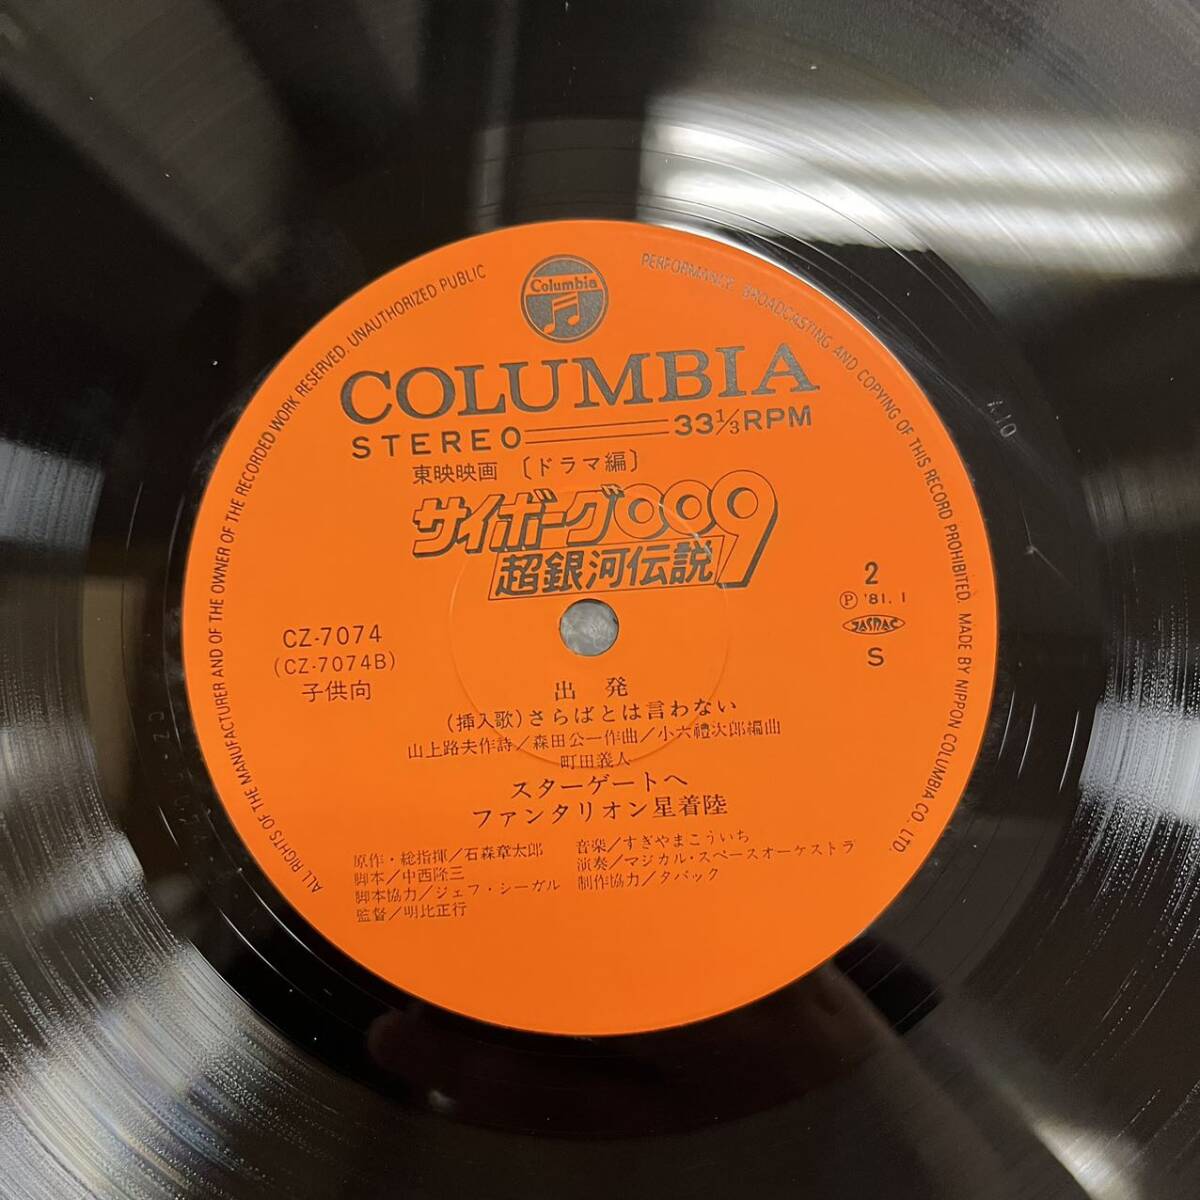 Columbia
COLUMBIA
STEREO 33⅓RPM
東映映画 〔ドラマ編〕
サイボーグ009
超銀河伝説
2
Ⓟ '81.1
JASRAC
S
CZ-7074
(CZ-7074B)
子供向
出発
(挿入歌)さらばとは言わない
山上路夫作詩/森田公一作曲/小六禮次郎編曲
町田義人
スターゲートへ
ファンタリオン星着陸
原作・総指揮/石森章太郎
脚本/中西隆三
脚本協力/ジェフ・シーガル
監督/明比正行
音楽/すぎやまこういち
演奏/マジカル・スペースオーケストラ
制作協力/タバック
ALL RIGHTS OF THE MANUFACTURER AND OF THE OWNER OF THE RECORDED WORK RESERVED. UNAUTHORIZED PUBLIC PERFORMANCE. BROADCASTING AND COPYING OF THIS RECORD PROHIBITED. MADE BY NIPPON COLUMBIA CO. LTD.